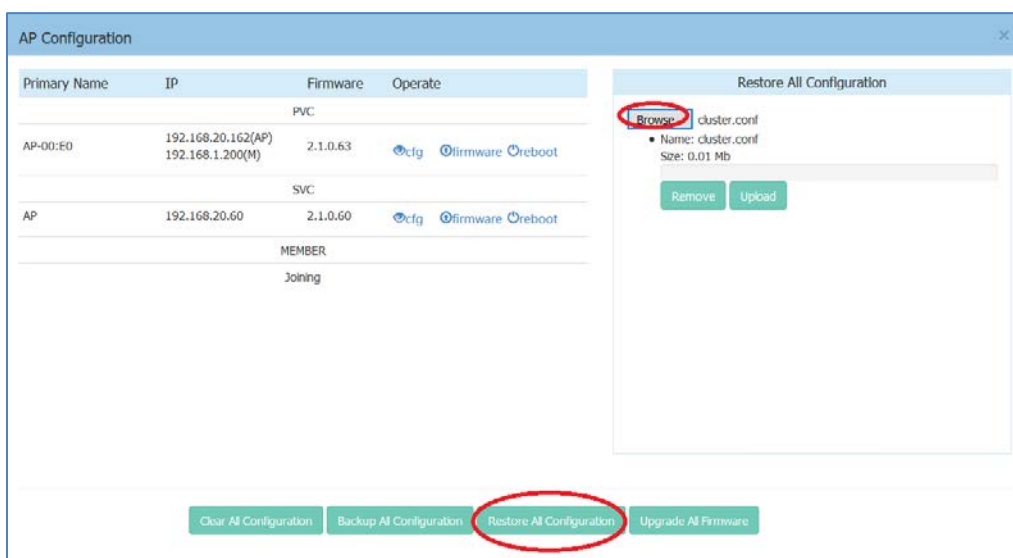 AP Configuration ×
Primary Name IP Firmware Operate
PVC
AP-00:E0 192.168.20.162(AP) 192.168.1.200(M) 2.1.0.63 cfg firmware reboot
SVC
AP 192.168.20.60 2.1.0.60 cfg firmware reboot
MEMBER
Joining
Restore All Configuration
Browse cluster.conf
• Name: cluster.conf
Size: 0.01 Mb
Remove Upload
Clear All Configuration Backup All Configuration Restore All Configuration Upgrade All Firmware